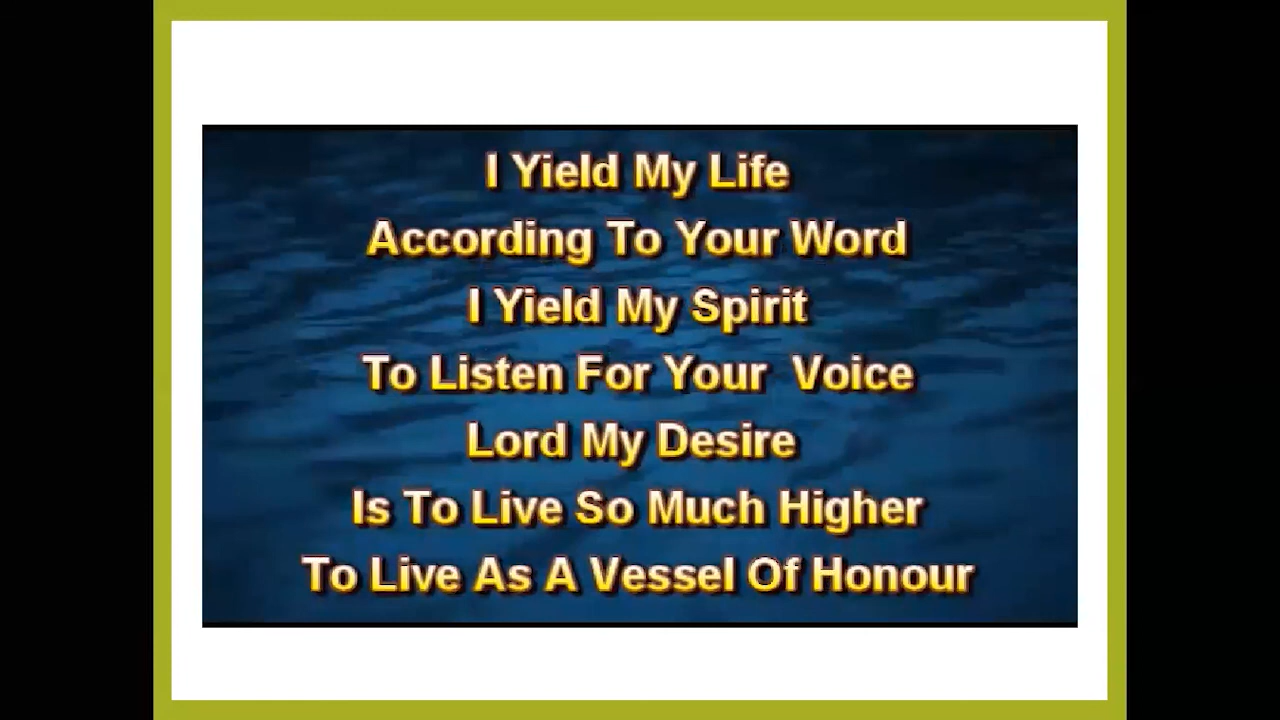 I Yield My Life
According To Your Word
I Yield My Spirit
To Listen For Your  Voice
Lord My Desire
Is To Live So Much Higher
To Live As A Vessel Of Honour